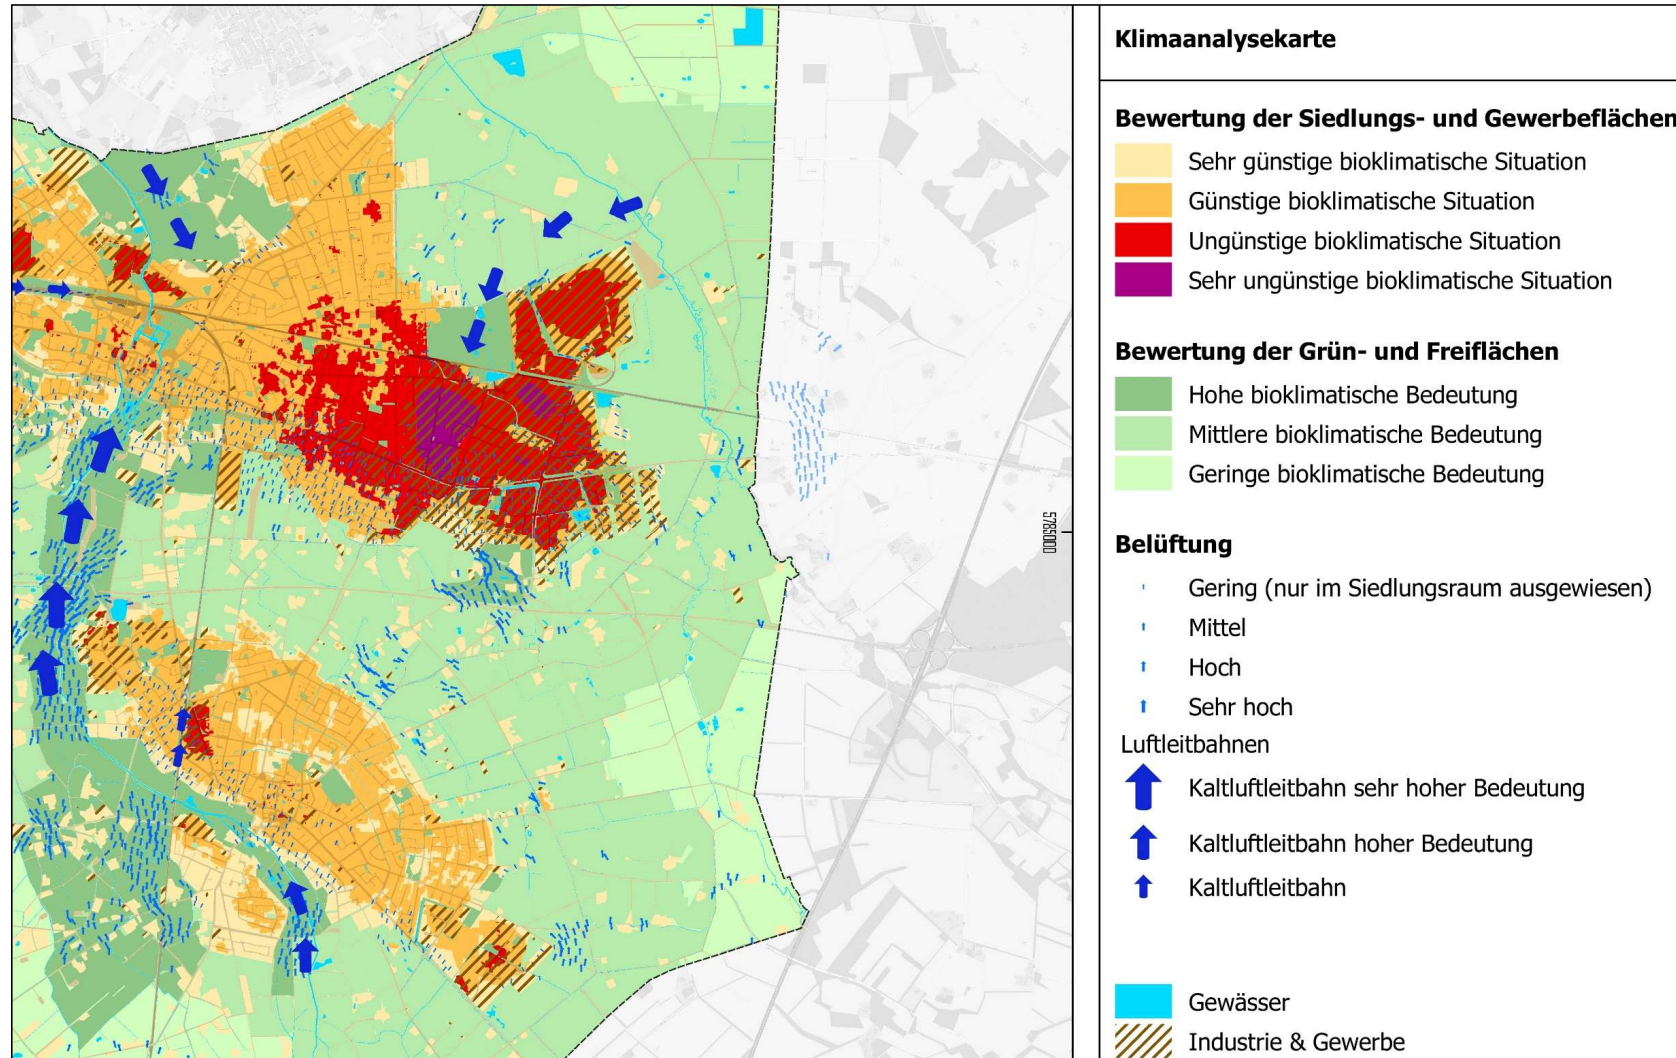 Klimaanalysekarte
Bewertung der Siedlungs- und Gewerbeflächen
Sehr günstige bioklimatische Situation
Günstige bioklimatische Situation
Ungünstige bioklimatische Situation
Sehr ungünstige bioklimatische Situation
Bewertung der Grün- und Freiflächen
Hohe bioklimatische Bedeutung
Mittlere bioklimatische Bedeutung
Geringe bioklimatische Bedeutung
5785000
Belüftung
Gering (nur im Siedlungsraum ausgewiesen)
Mittel
Hoch
Sehr hoch
Luftleitbahnen
Kaltluftleitbahn sehr hoher Bedeutung
Kaltluftleitbahn hoher Bedeutung
Kaltluftleitbahn
Gewässer
Industrie & Gewerbe